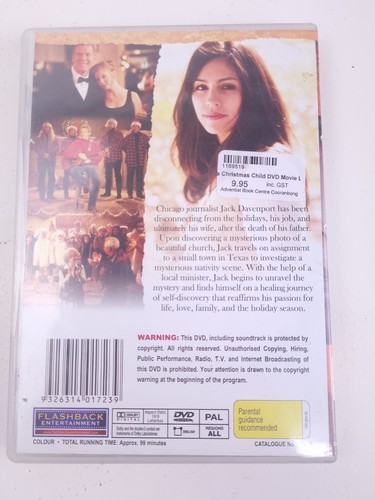 1169519
Christmas Child DVD Movie L
9.95 inc. GST
Adventist Book Centre Cooranbong
Chicago journalist Jack Davenport has been
disconnecting from the holidays, his job, and
ultimately his wife, after the death of his father.
Upon discovering a mysterious photo of a
beautiful church, Jack travels on assignment
to a small town in Texas to investigate a
mysterious nativity scene. With the help of a
local minister, Jack begins to unravel the
mystery and finds himself on a healing journey
of self-discovery that reaffirms his passion for
life, love, family, and the holiday season.
WARNING: This DVD, including soundtrack is protected by
copyright. All rights reserved. Unauthorised Copying, Hiring,
Public Performance, Radio, T.V. and Internet Broadcasting of
this DVD is prohibited. Your attention is drawn to the copyright
warning at the beginning of the program.
9 326314 017239
FLASHBACK
ENTERTAINMENT
DOLBY
DIGITAL
Letterbox
DVD
VIDEO
PAL
ENGLISH
REGIONS
ALL
Parental
guidance
recommended
COLOUR • TOTAL RUNNING TIME: Approx. 99 minutes
CATALOGUE